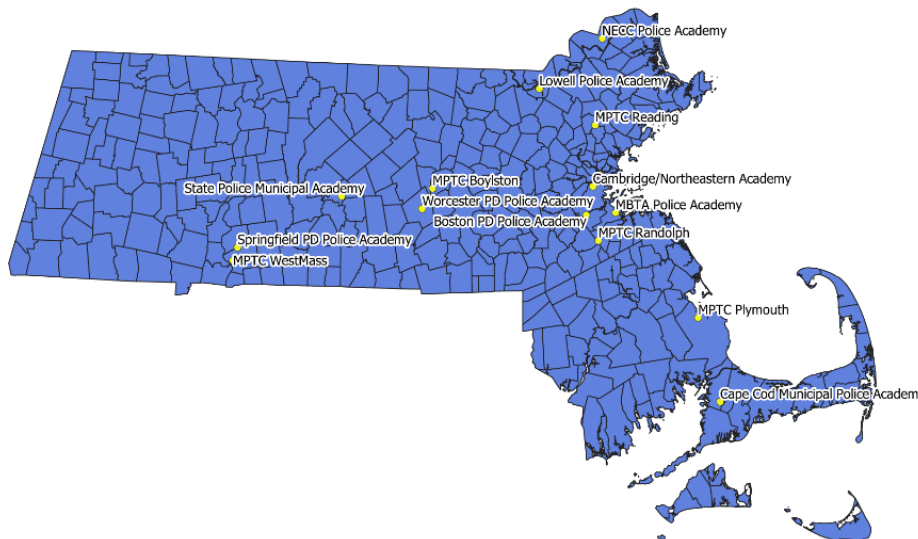 NECC Police Academy
Lowell Police Academy
MPTC Reading
MPTC Boylston
Cambridge/Northeastern Academy
State Police Municipal Academy
Worcester PD Police Academy
MBTA Police Academy
Boston PD Police Academy
MPTC Randolph
Springfield PD Police Academy
MPTC WestMass
MPTC Plymouth
Cape Cod Municipal Police Academ